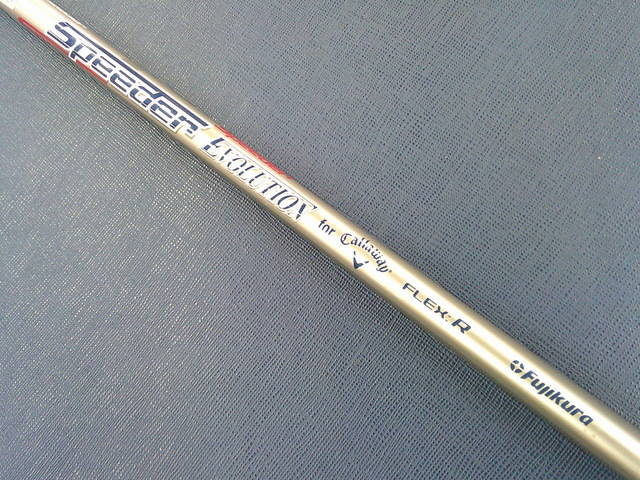 Speeder EVOLUTION for Callaway FLEX:R Fujikura